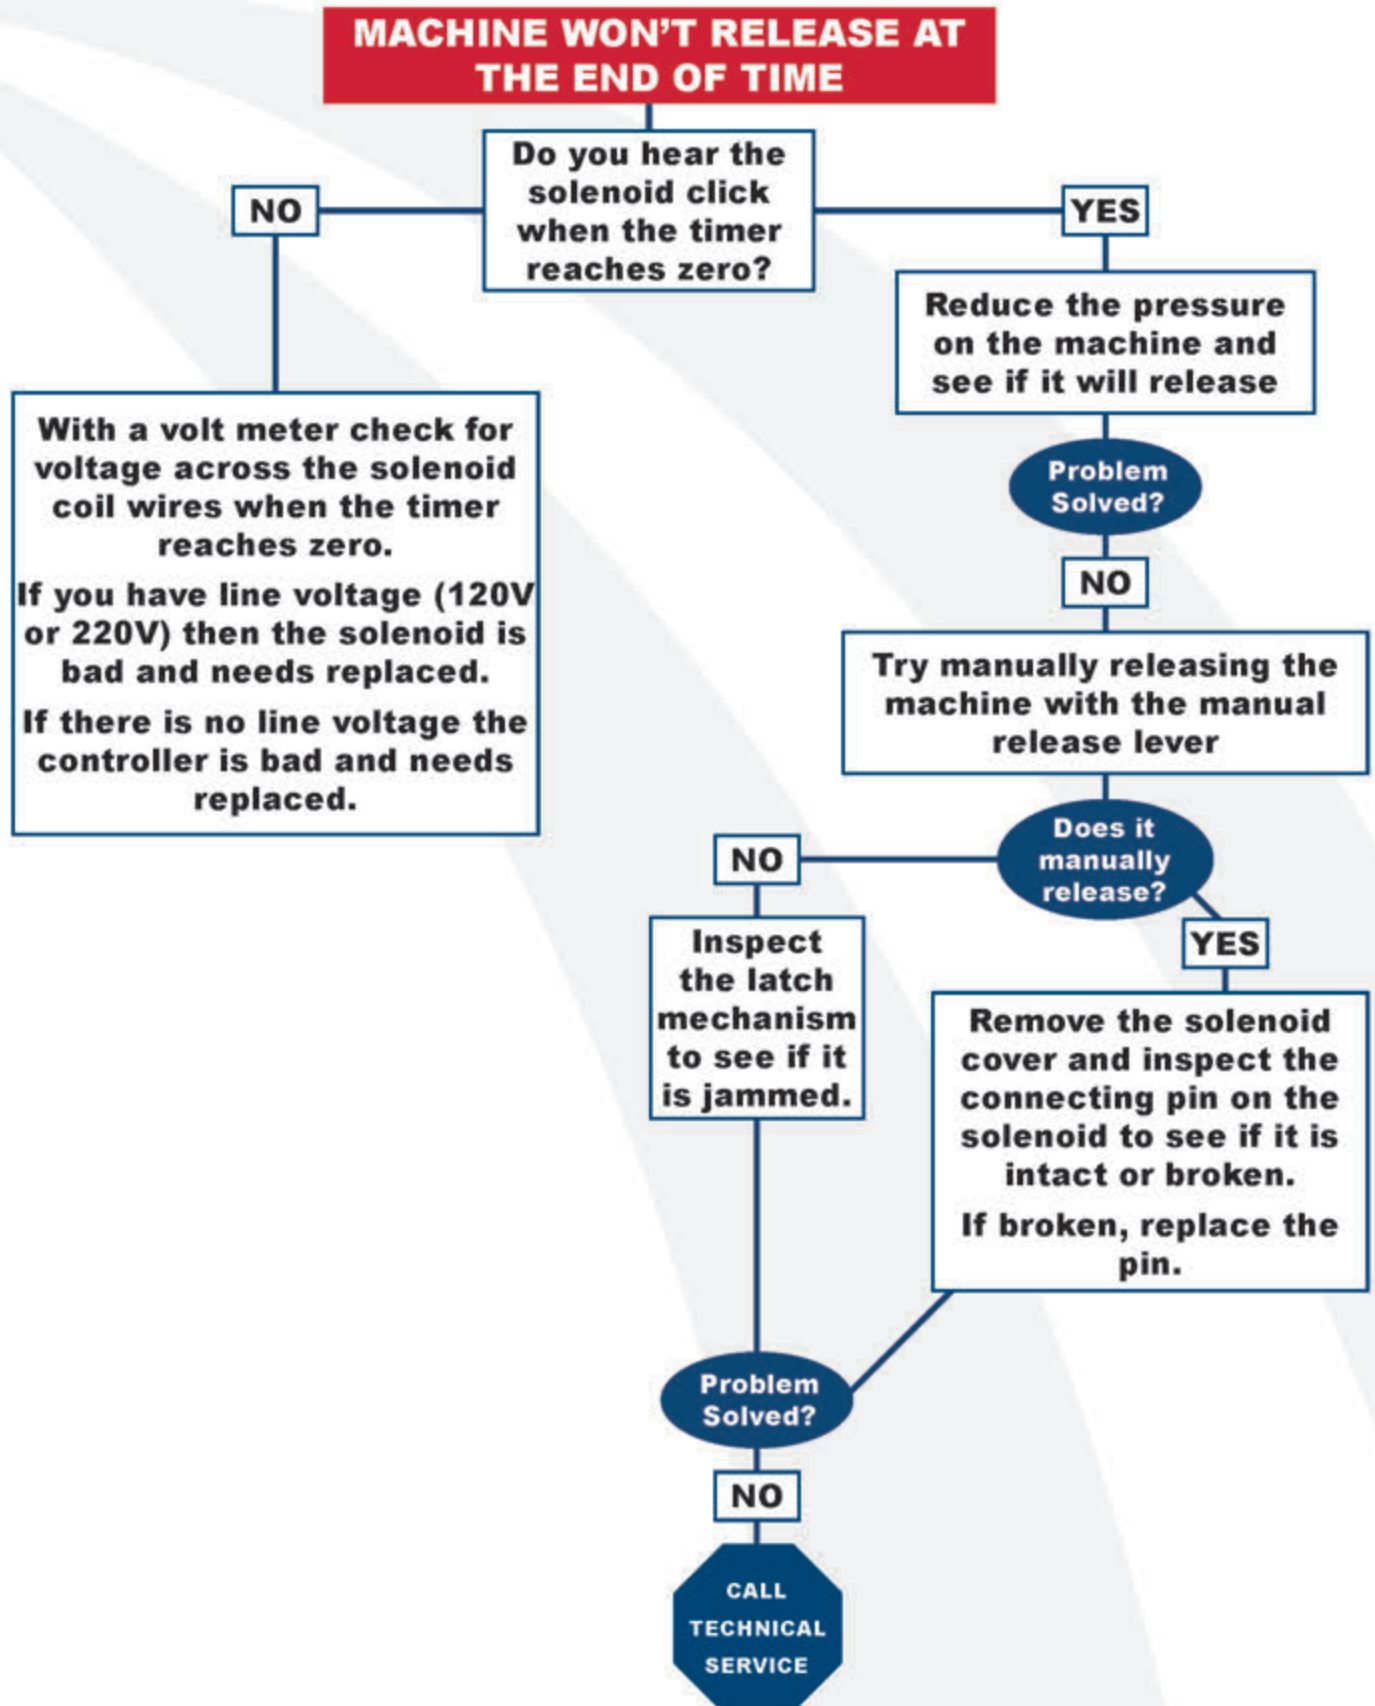 MACHINE WON'T RELEASE AT
THE END OF TIME
Do you hear the
solenoid click
when the timer
reaches zero?
NO
YES
With a volt meter check for
voltage across the solenoid
coil wires when the timer
reaches zero.
If you have line voltage (120V
or 220V) then the solenoid is
bad and needs replaced.
If there is no line voltage the
controller is bad and needs
replaced.
Reduce the pressure
on the machine and
see if it will release
Problem
Solved?
NO
Try manually releasing the
machine with the manual
release lever
Does it
manually
release?
NO
YES
Inspect
the latch
mechanism
to see if it
is jammed.
Remove the solenoid
cover and inspect the
connecting pin on the
solenoid to see if it is
intact or broken.
If broken, replace the
pin.
Problem
Solved?
NO
CALL
TECHNICAL
SERVICE